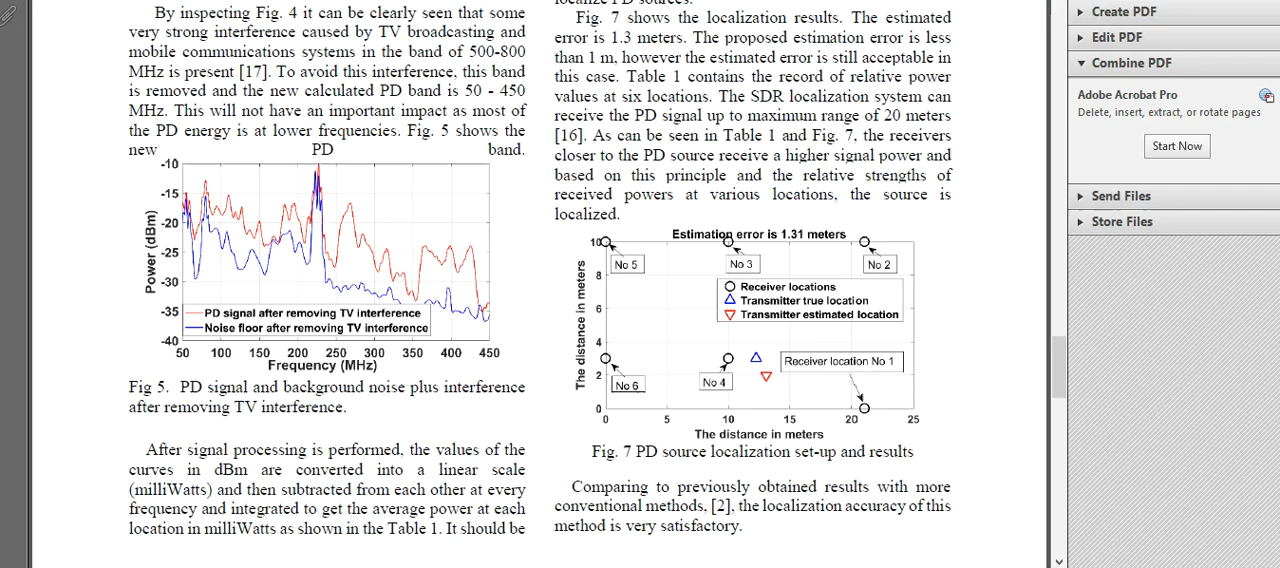 By inspecting Fig. 4 it can be clearly seen that some
very strong interference caused by TV broadcasting and
mobile communications systems in the band of 500-800
MHz is present [17]. To avoid this interference, this band
is removed and the new calculated PD band is 50 - 450
MHz. This will not have an important impact as most of
the PD energy is at lower frequencies. Fig. 5 shows the
new PD band.
-10
-15
-20
-25
-30
-35
-40
Power (dBm)
PD signal after removing TV interference
Noise floor after removing TV interference
50 100 150 200 250 300 350 400 450
Frequency (MHz)
Fig 5. PD signal and background noise plus interference
after removing TV interference.
After signal processing is performed, the values of the
curves in dBm are converted into a linear scale
(milliWatts) and then subtracted from each other at every
frequency and integrated to get the average power at each
location in milliWatts as shown in the Table 1. It should be
Fig. 7 shows the localization results. The estimated
error is 1.3 meters. The proposed estimation error is less
than 1 m, however the estimated error is still acceptable in
this case. Table 1 contains the record of relative power
values at six locations. The SDR localization system can
receive the PD signal up to maximum range of 20 meters
[16]. As can be seen in Table 1 and Fig. 7, the receivers
closer to the PD source receive a higher signal power and
based on this principle and the relative strengths of
received powers at various locations, the source is
localized.
Estimation error is 1.31 meters
10
8
6
4
2
0
The distance in meters
No 5
No 3
No 2
Receiver locations
Transmitter true location
Transmitter estimated location
Receiver location No 1
No 6
No 4
0 5 10 15 20 25
The distance in meters
Fig. 7 PD source localization set-up and results
Comparing to previously obtained results with more
conventional methods, [2], the localization accuracy of this
method is very satisfactory.
Create PDF
Edit PDF
Combine PDF
Adobe Acrobat Pro
Delete, insert, extract, or rotate pages
Start Now
Send Files
Store Files